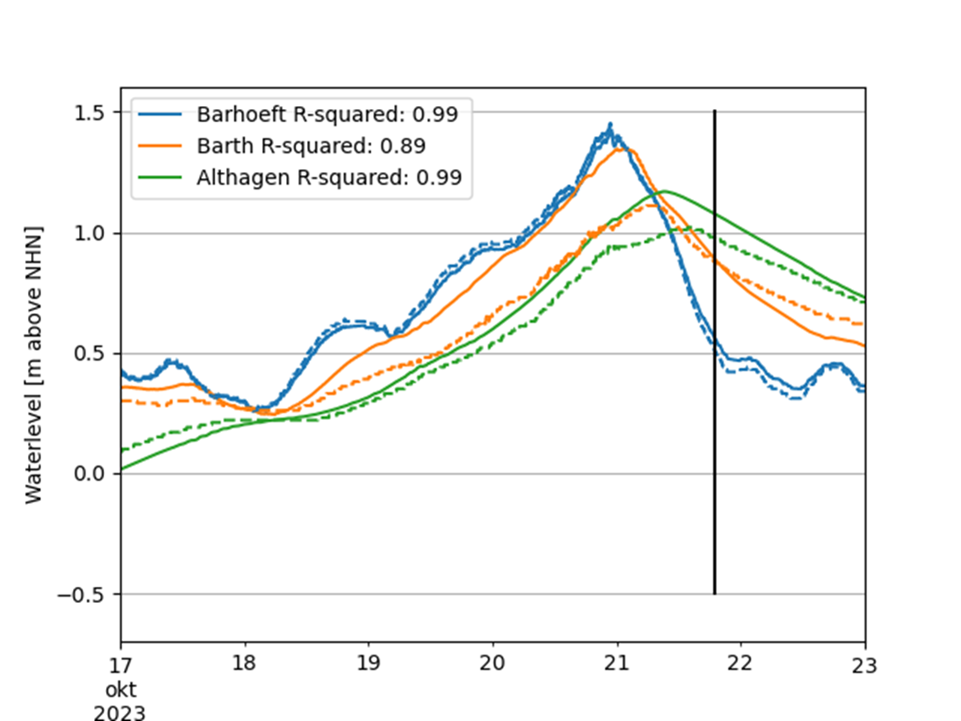 Barhoeft R-squared: 0.99
Barth R-squared: 0.89
Althagen R-squared: 0.99
Waterlevel [m above NHN]
1.5
1.0
0.5
0.0
−0.5
17 18 19 20 21 22 23
okt
2023